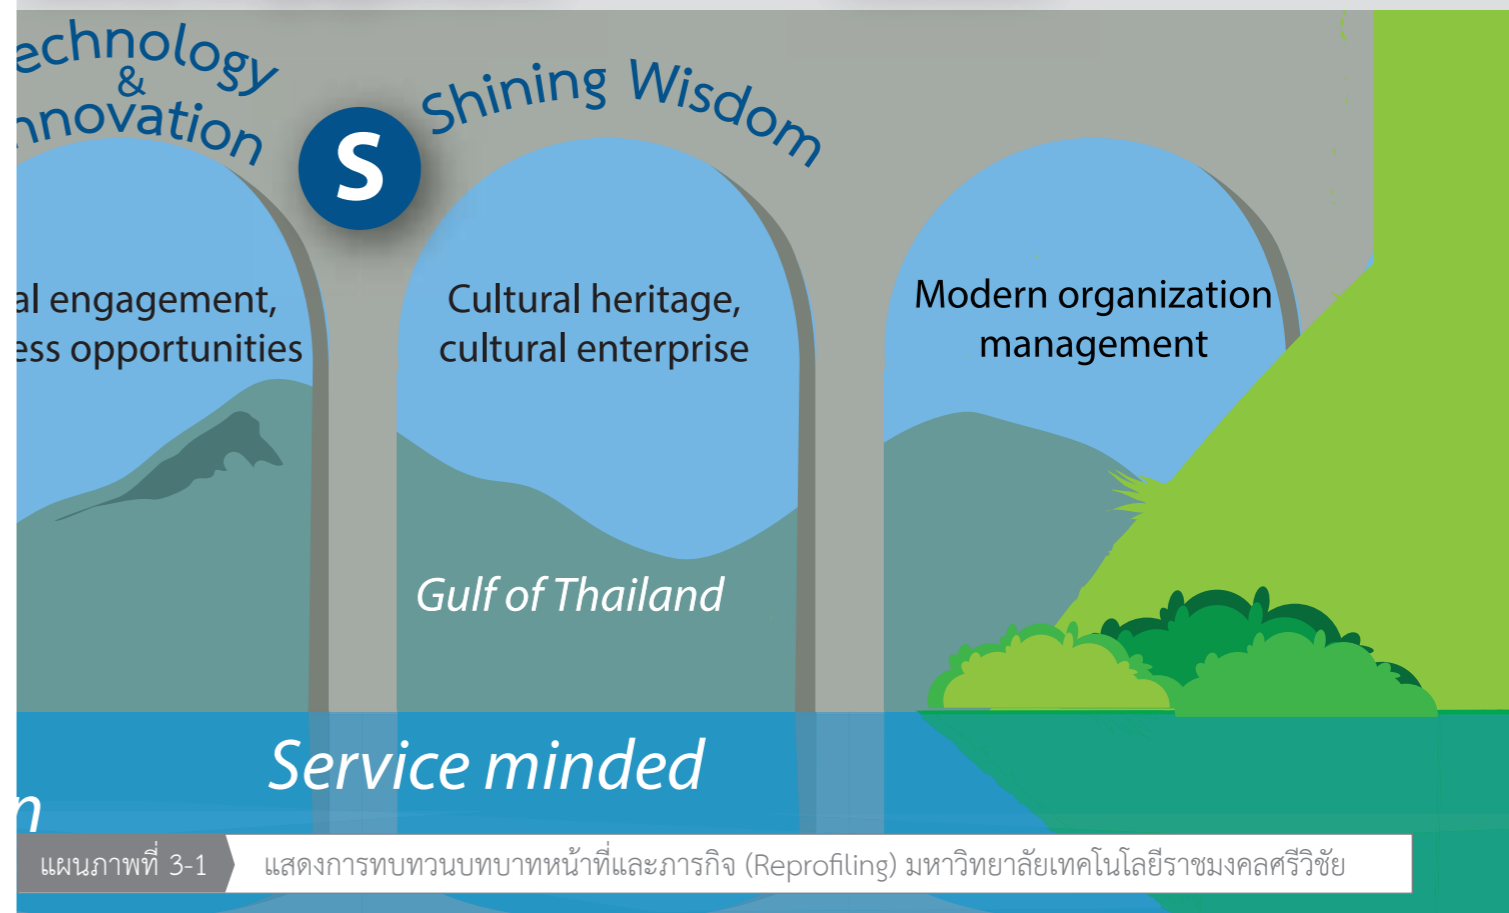 echnology
&
nnovation
S
Shining Wisdom
al engagement,
ess opportunities
Cultural heritage,
cultural enterprise
Modern organization
management
Gulf of Thailand
Service minded
n
แผนภาพที่ 3-1
แสดงการทบทวนบทบาทหน้าที่และภารกิจ (Reprofiling) มหาวิทยาลัยเทคโนโลยีราชมงคลศรีวิชัย